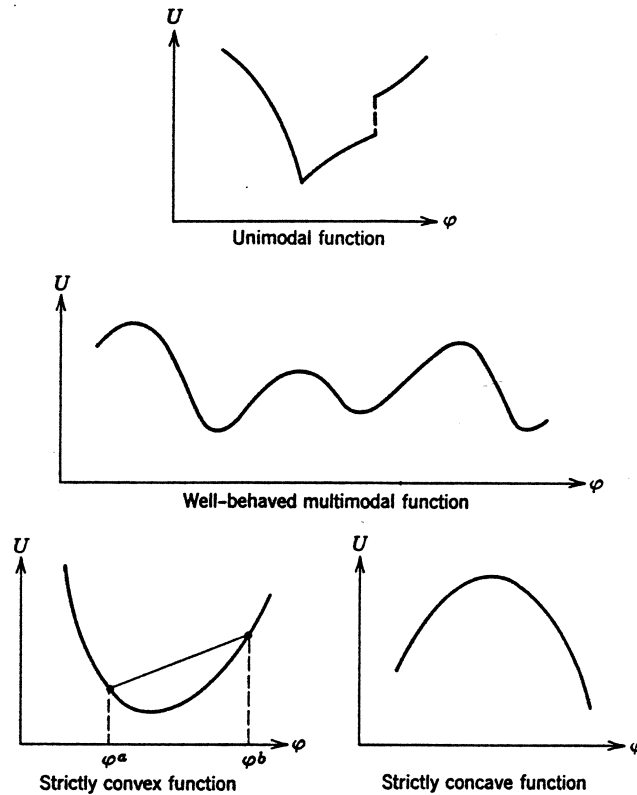 U
φ
Unimodal function
U
φ
Well-behaved multimodal function
U
φᵃ φᵇ φ
Strictly convex function
U
φ
Strictly concave function